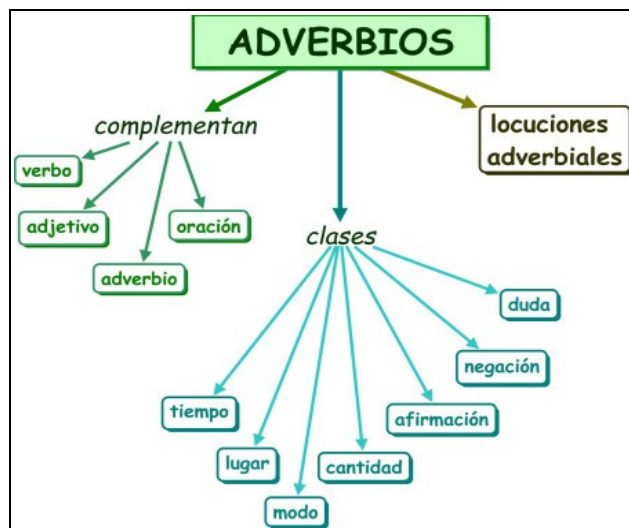 ADVERBIOS
complementan
verbo
adjetivo
adverbio
oración
clases
tiempo
lugar
modo
cantidad
afirmación
negación
duda
locuciones
adverbiales